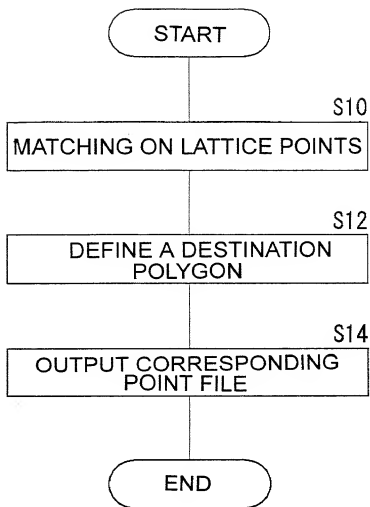 START
S10
MATCHING ON LATTICE POINTS
S12
DEFINE A DESTINATION
POLYGON
S14
OUTPUT CORRESPONDING
POINT FILE
END